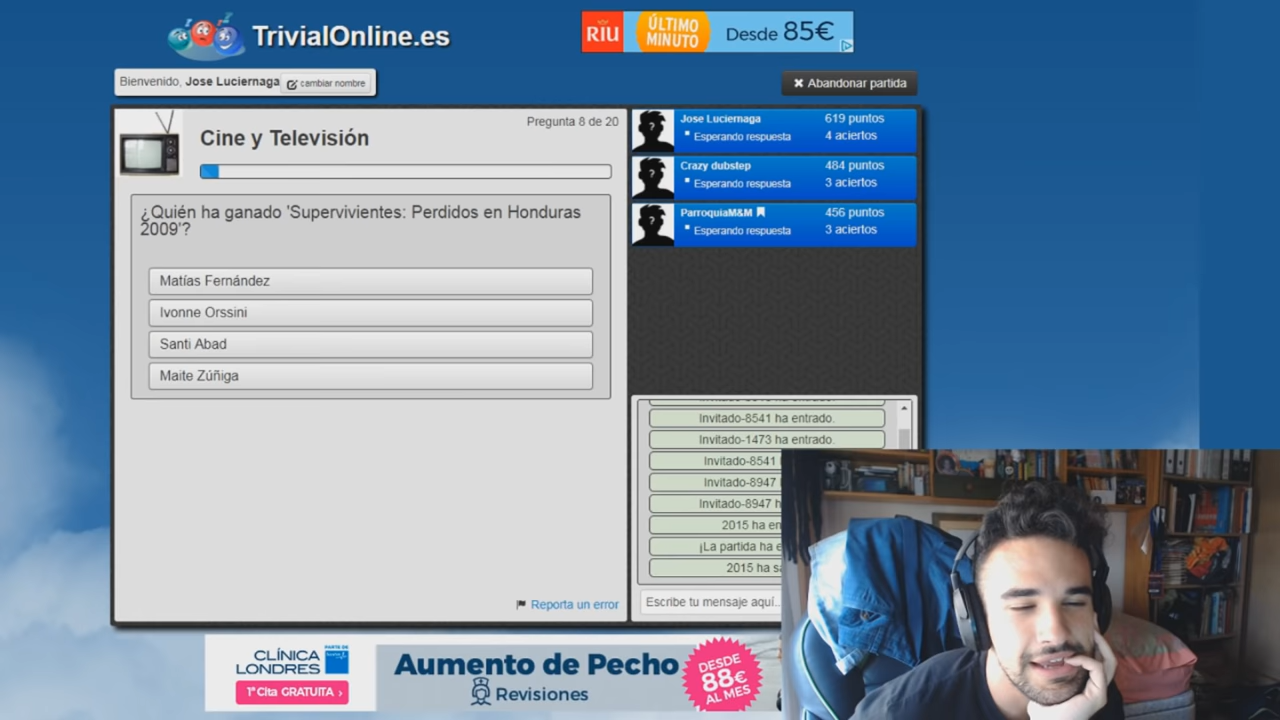 TrivialOnline.es
RIU
ÚLTIMO
MINUTO
Desde 85€
Bienvenido, Jose Luciernaga
cambiar nombre
✖ Abandonar partida
Cine y Televisión
Pregunta 8 de 20
¿Quién ha ganado 'Supervivientes: Perdidos en Honduras
2009'?
Matías Fernández
Ivonne Orssini
Santi Abad
Maite Zúñiga
Reporta un error
Jose Luciernaga 619 puntos
Esperando respuesta 4 aciertos
Crazy dubstep 484 puntos
Esperando respuesta 3 aciertos
ParroquiaM&M 456 puntos
Esperando respuesta 3 aciertos
Invitado-8541 ha entrado.
Invitado-1473 ha entrado.
Invitado-8541
Invitado-8947
Invitado-8947 h
2015 ha en
¡La partida ha e
2015 ha sa
Escribe tu mensaje aquí...
CLÍNICA
LONDRES
PARTE DE
1ª Cita GRATUITA ›
Aumento de Pecho
Revisiones
DESDE
88€
AL MES